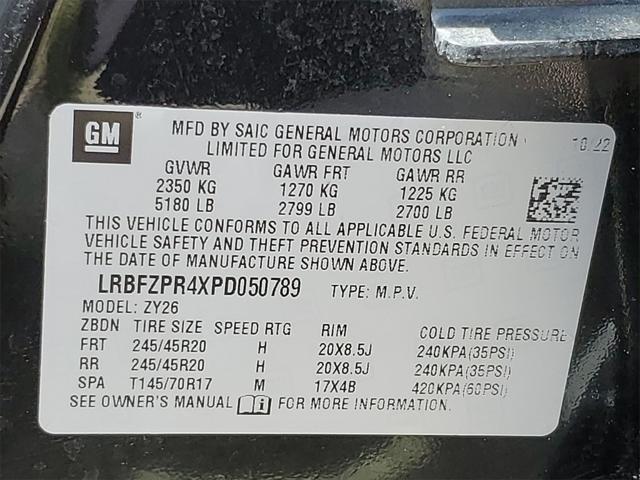 GM ® MFD BY SAIC GENERAL MOTORS CORPORATION 10/22
LIMITED FOR GENERAL MOTORS LLC
GVWR GAWR FRT GAWR RR
2350 KG 1270 KG 1225 KG
5180 LB 2799 LB 2700 LB
THIS VEHICLE CONFORMS TO ALL APPLICABLE U.S. FEDERAL MOTOR
VEHICLE SAFETY AND THEFT PREVENTION STANDARDS IN EFFECT ON
THE DATE OF MANUFACTURE SHOWN ABOVE.
LRBFZPR4XPD050789 TYPE: M.P.V.
MODEL: ZY26
ZBDN TIRE SIZE SPEED RTG RIM COLD TIRE PRESSURE
FRT 245/45R20 H 20X8.5J 240KPA(35PSI)
RR 245/45R20 H 20X8.5J 240KPA(35PSI)
SPA T145/70R17 M 17X4B 420KPA(60PSI)
SEE OWNER'S MANUAL FOR MORE INFORMATION.